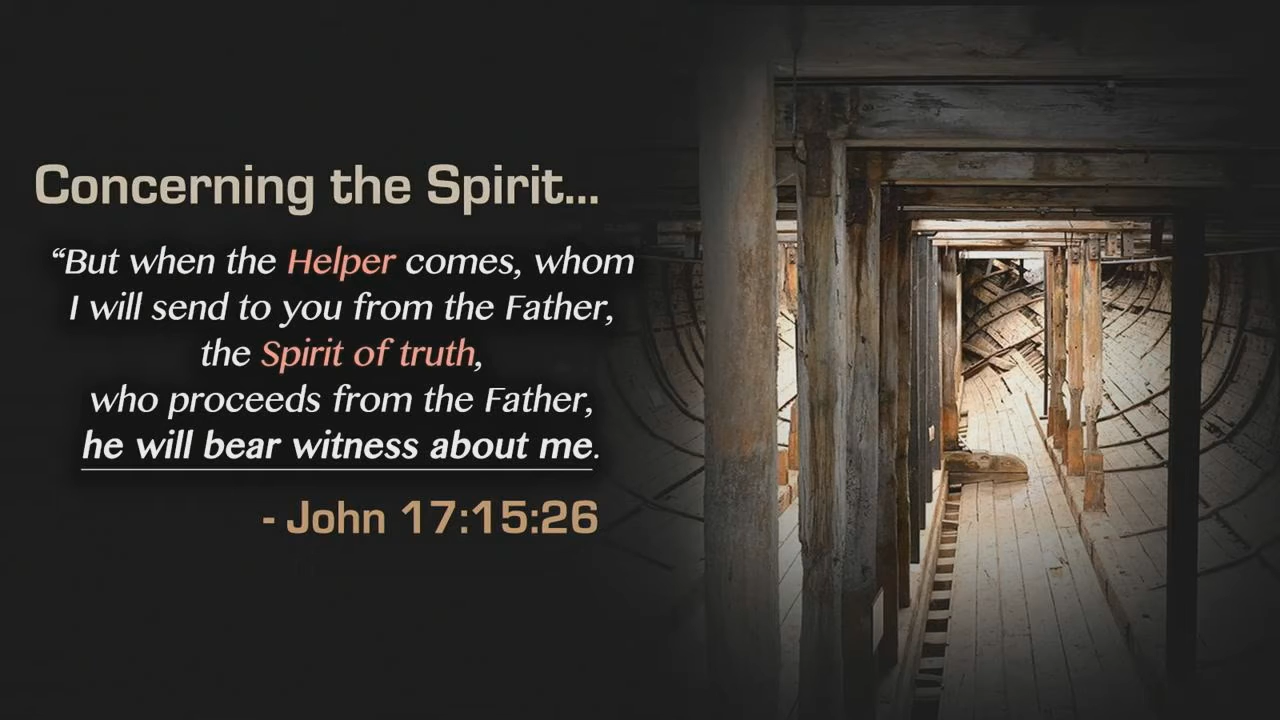 Concerning the Spirit...
“But when the Helper comes, whom
I will send to you from the Father,
the Spirit of truth,
who proceeds from the Father,
he will bear witness about me.
- John 17:15:26